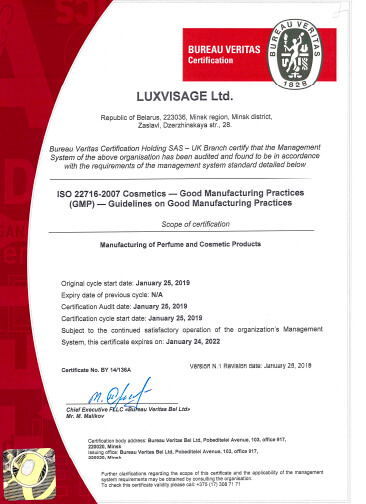 BUREAU VERITAS
Certification
BUREAU VERITAS
1828
LUXVISAGE Ltd.
Republic of Belarus, 223036, Minsk region, Minsk district,
Zaslavl, Dzerzhinskaya str., 28.
Bureau Veritas Certification Holding SAS – UK Branch certify that the Management
System of the above organisation has been audited and found to be in accordance
with the requirements of the management system standard detailed below
ISO 22716-2007 Cosmetics — Good Manufacturing Practices
(GMP) — Guidelines on Good Manufacturing Practices
Scope of certification
Manufacturing of Perfume and Cosmetic Products
Original cycle start date: January 25, 2019
Expiry date of previous cycle: N/A
Certification Audit date: January 25, 2019
Certification cycle start date: January 25, 2019
Subject to the continued satisfactory operation of the organization's Management
System, this certificate expires on: January 24, 2022
Certificate No. BY 14/136A
Version N.1 Revision date: January 28, 2019
Chief Executive FLLC «Bureau Veritas Bel Ltd»
Mr. M. Malikov
Certification body address: Bureau Veritas Bel Ltd, Pobeditelei Avenue, 103, office 917,
220020, Minsk
Issuing office: Bureau Veritas Bel Ltd, Pobeditelei Avenue, 103, office 917,
220020, Minsk
Further clarifications regarding the scope of this certificate and the applicability of the management
system requirements may be obtained by consulting the organisation.
To check this certificate validity please call: +375 (17) 308 71 71